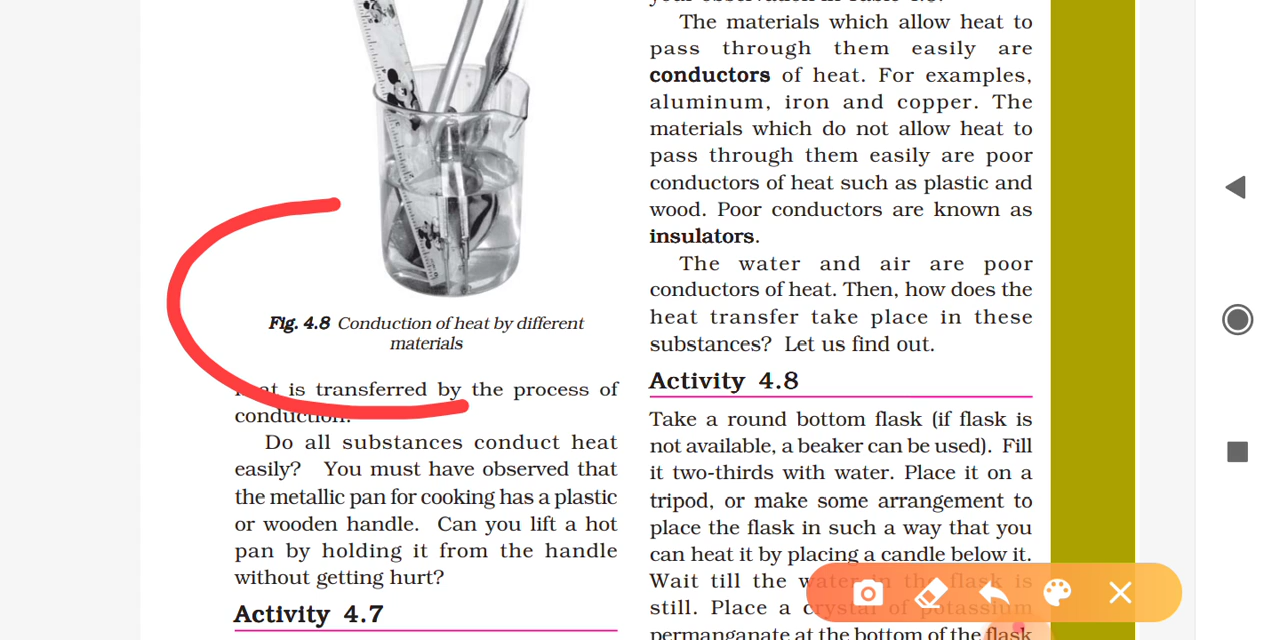 The materials which allow heat to
pass through them easily are
conductors of heat. For examples,
aluminum, iron and copper. The
materials which do not allow heat to
pass through them easily are poor
conductors of heat such as plastic and
wood. Poor conductors are known as
insulators.
The water and air are poor
conductors of heat. Then, how does the
heat transfer take place in these
substances? Let us find out.
Fig. 4.8 Conduction of heat by different
materials
heat is transferred by the process of
conduction.
Do all substances conduct heat
easily? You must have observed that
the metallic pan for cooking has a plastic
or wooden handle. Can you lift a hot
pan by holding it from the handle
without getting hurt?
Activity 4.7
Activity 4.8
Take a round bottom flask (if flask is
not available, a beaker can be used). Fill
it two-thirds with water. Place it on a
tripod, or make some arrangement to
place the flask in such a way that you
can heat it by placing a candle below it.
Wait till the water in the flask is
still. Place a crystal of potassium
permanganate at the bottom of the flask